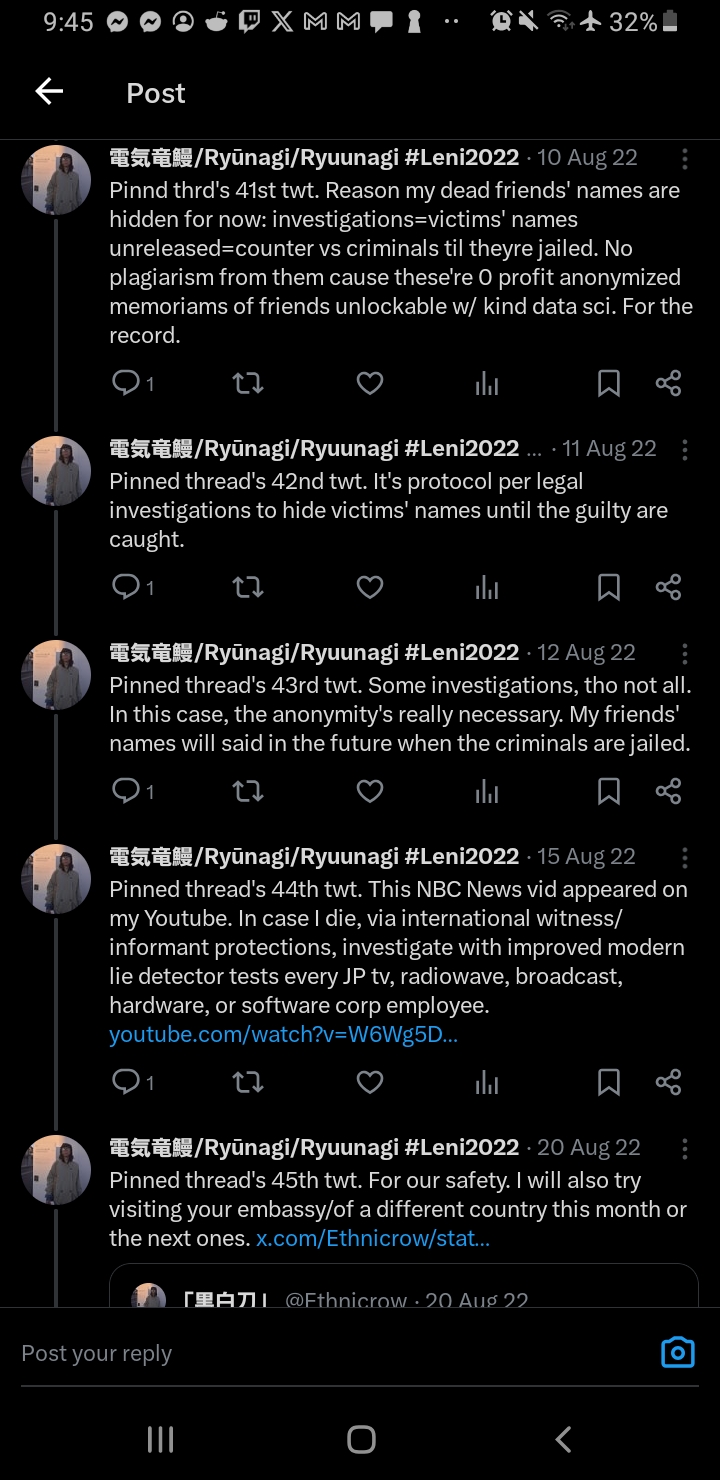 9:45
32%
Post
電気竜鰻/Ryūnagi/Ryuunagi #Leni2022 · 10 Aug 22
Pinnd thrd's 41st twt. Reason my dead friends' names are
hidden for now: investigations=victims' names
unreleased=counter vs criminals til theyre jailed. No
plagiarism from them cause these're 0 profit anonymized
memoriams of friends unlockable w/ kind data sci. For the
record.
1
電気竜鰻/Ryūnagi/Ryuunagi #Leni2022 ... · 11 Aug 22
Pinned thread's 42nd twt. It's protocol per legal
investigations to hide victims' names until the guilty are
caught.
1
電気竜鰻/Ryūnagi/Ryuunagi #Leni2022 · 12 Aug 22
Pinned thread's 43rd twt. Some investigations, tho not all.
In this case, the anonymity's really necessary. My friends'
names will said in the future when the criminals are jailed.
1
電気竜鰻/Ryūnagi/Ryuunagi #Leni2022 · 15 Aug 22
Pinned thread's 44th twt. This NBC News vid appeared on
my Youtube. In case I die, via international witness/
informant protections, investigate with improved modern
lie detector tests every JP tv, radiowave, broadcast,
hardware, or software corp employee.
youtube.com/watch?v=W6Wg5D...
1
電気竜鰻/Ryūnagi/Ryuunagi #Leni2022 · 20 Aug 22
Pinned thread's 45th twt. For our safety. I will also try
visiting your embassy/of a different country this month or
the next ones. x.com/Ethnicrow/stat...
「黒白刀」 @Ethnicrow · 20 Aug 22
Post your reply